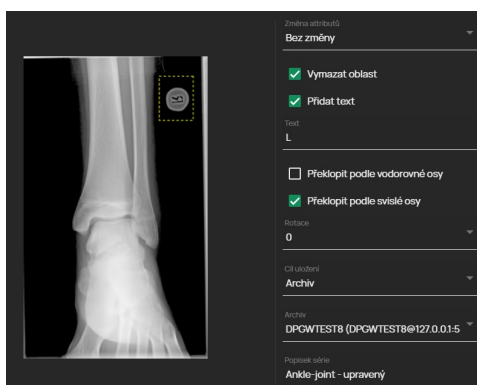 Změna atributů
Bez změny
Vymazat oblast
Přidat text
Text
L
Překlopit podle vodorovné osy
Překlopit podle svislé osy
Rotace
0
Cíl uložení
Archiv
Archiv
DPGWTEST8 (DPGWTEST8@127.0.0.1:5
Popisek série
Ankle-joint - upravený